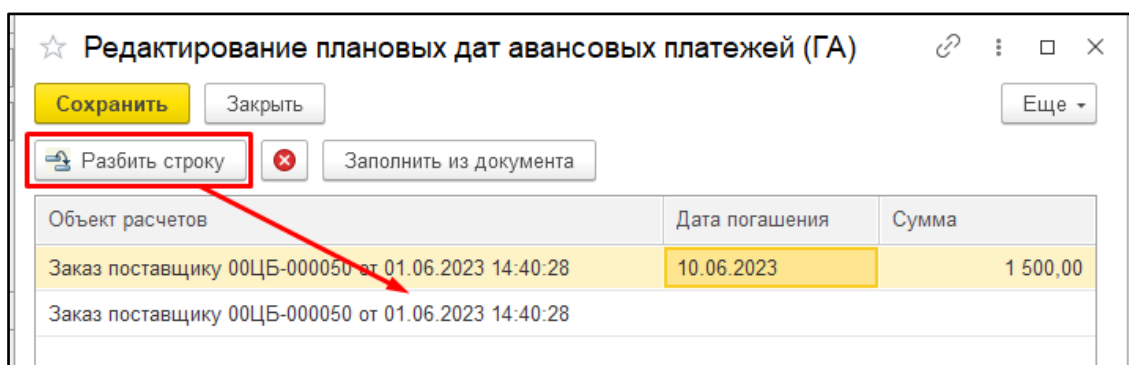 Редактирование плановых дат авансовых платежей (ГА)
Сохранить Закрыть Еще
Разбить строку Заполнить из документа
Объект расчетов Дата погашения Сумма
Заказ поставщику 00ЦБ-000050 от 01.06.2023 14:40:28 10.06.2023 1 500,00
Заказ поставщику 00ЦБ-000050 от 01.06.2023 14:40:28